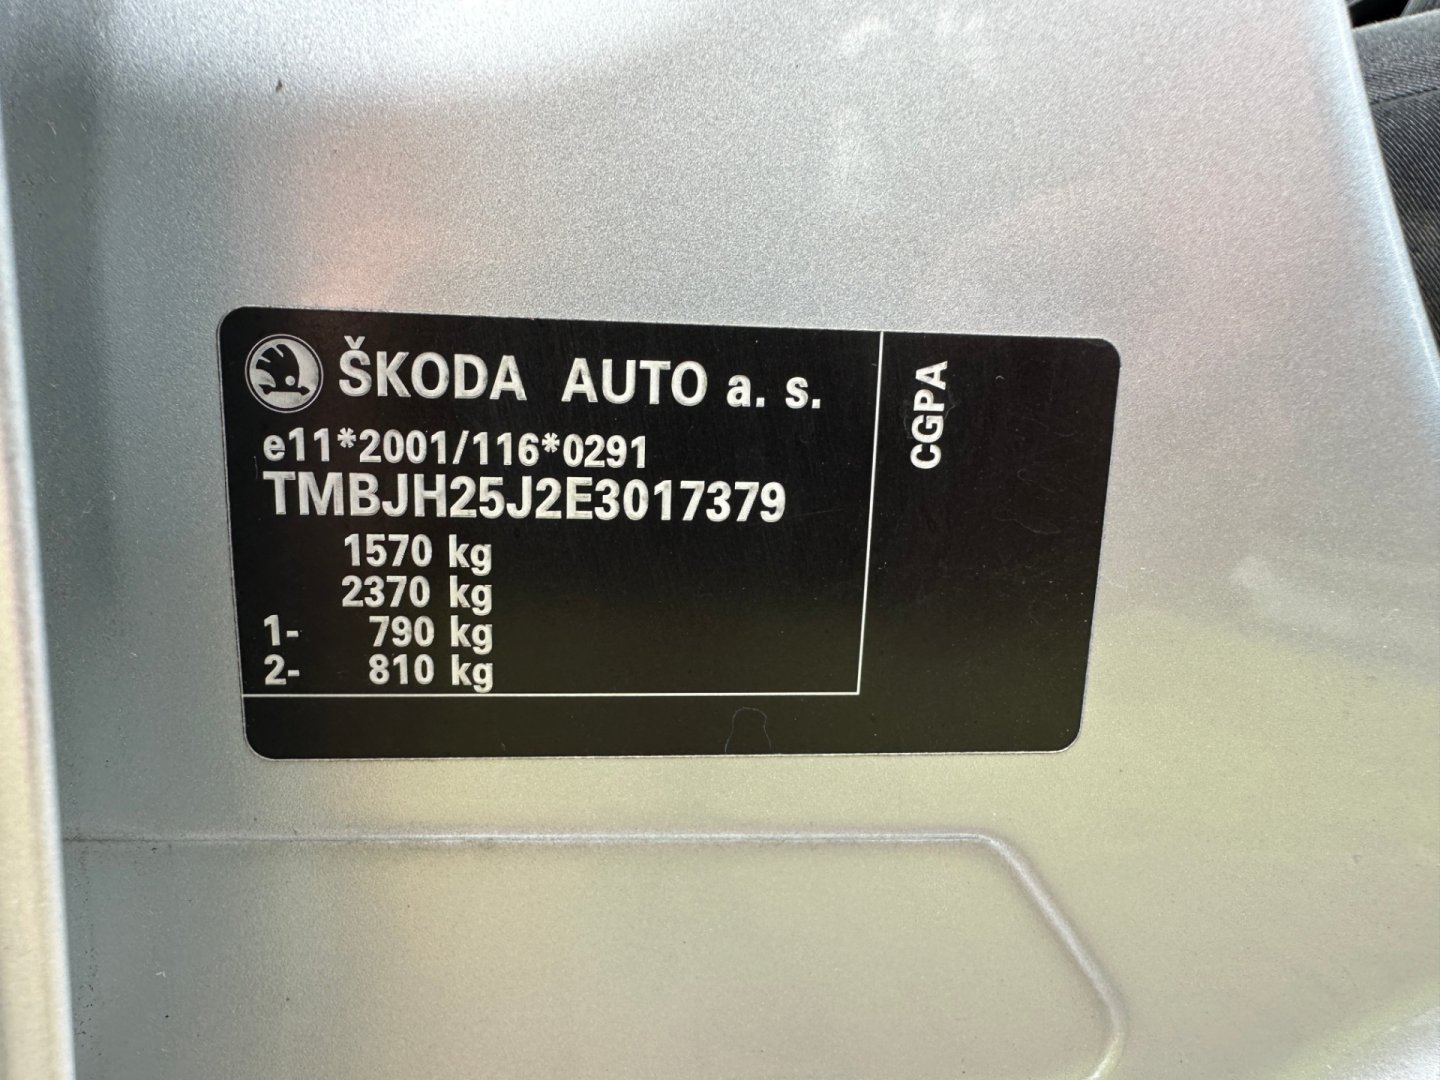 ŠKODA AUTO a. s.
e11*2001/116*0291
TMBJH25J2E3017379
1570 kg
2370 kg
1- 790 kg
2- 810 kg
CGPA